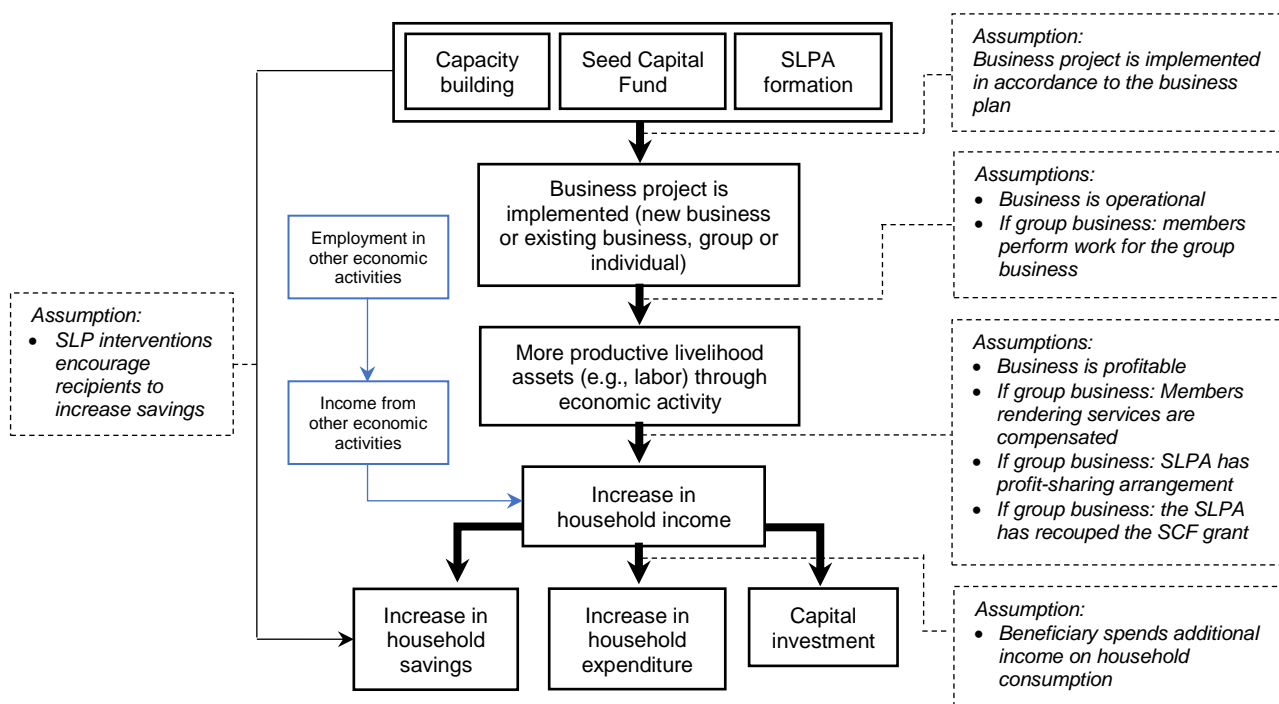 Capacity
building
Seed Capital
Fund
SLPA
formation
Assumption:
Business project is implemented
in accordance to the business
plan
Business project is
implemented (new business
or existing business, group or
individual)
Assumptions:
• Business is operational
• If group business: members
perform work for the group
business
Employment in
other economic
activities
Assumption:
• SLP interventions
encourage
recipients to
increase savings
More productive livelihood
assets (e.g., labor) through
economic activity
Income from
other economic
activities
Assumptions:
• Business is profitable
• If group business: Members
rendering services are
compensated
• If group business: SLPA has
profit-sharing arrangement
• If group business: the SLPA
has recouped the SCF grant
Increase in
household income
Increase in
household
savings
Increase in
household
expenditure
Capital
investment
Assumption:
• Beneficiary spends additional
income on household
consumption